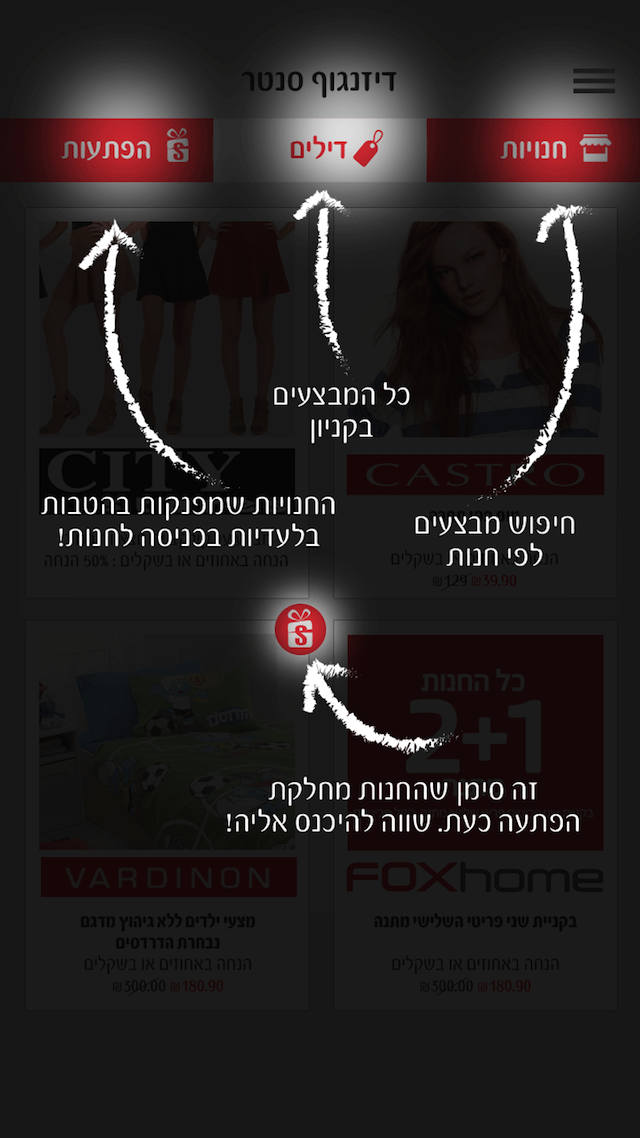 דיזנגוף סנטר
חנויות
דילים
הפתעות
כל המבצעים
בקניון
החנויות שמפנקות בהטבות
בלעדיות בכניסה לחנות!
חיפוש מבצעים
לפי חנות
CITY
הנחה באחוזים או בשקלים : 50% הנחה
CASTRO
₪129 ₪39.90
זה סימן שהחנות מחלקת
הפתעה כעת. שווה להיכנס אליה!
כל החנות
2+1
FOXhome
בקניית שני פריטי השלישי מתנה
הנחה באחוזים או בשקלים
₪300.00 ₪180.90
VARDINON
מצעי ילדים ללא גיהוץ מדגם
נבחרת הדרדסים
הנחה באחוזים או בשקלים
₪300.00 ₪180.90